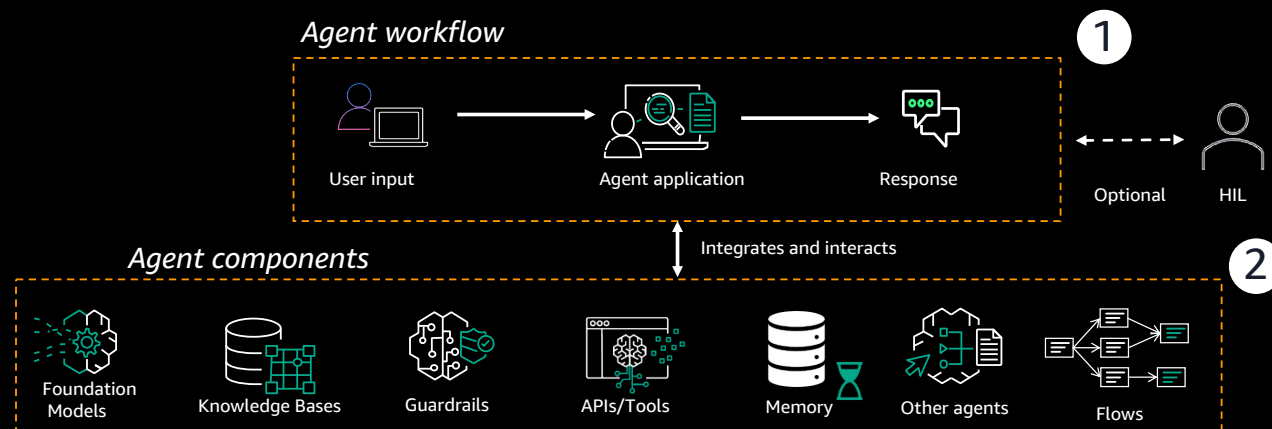 Agent workflow
1
User input
Agent application
Response
Optional
HIL
Integrates and interacts
Agent components
2
Foundation
Models
Knowledge Bases
Guardrails
APIs/Tools
Memory
Other agents
Flows